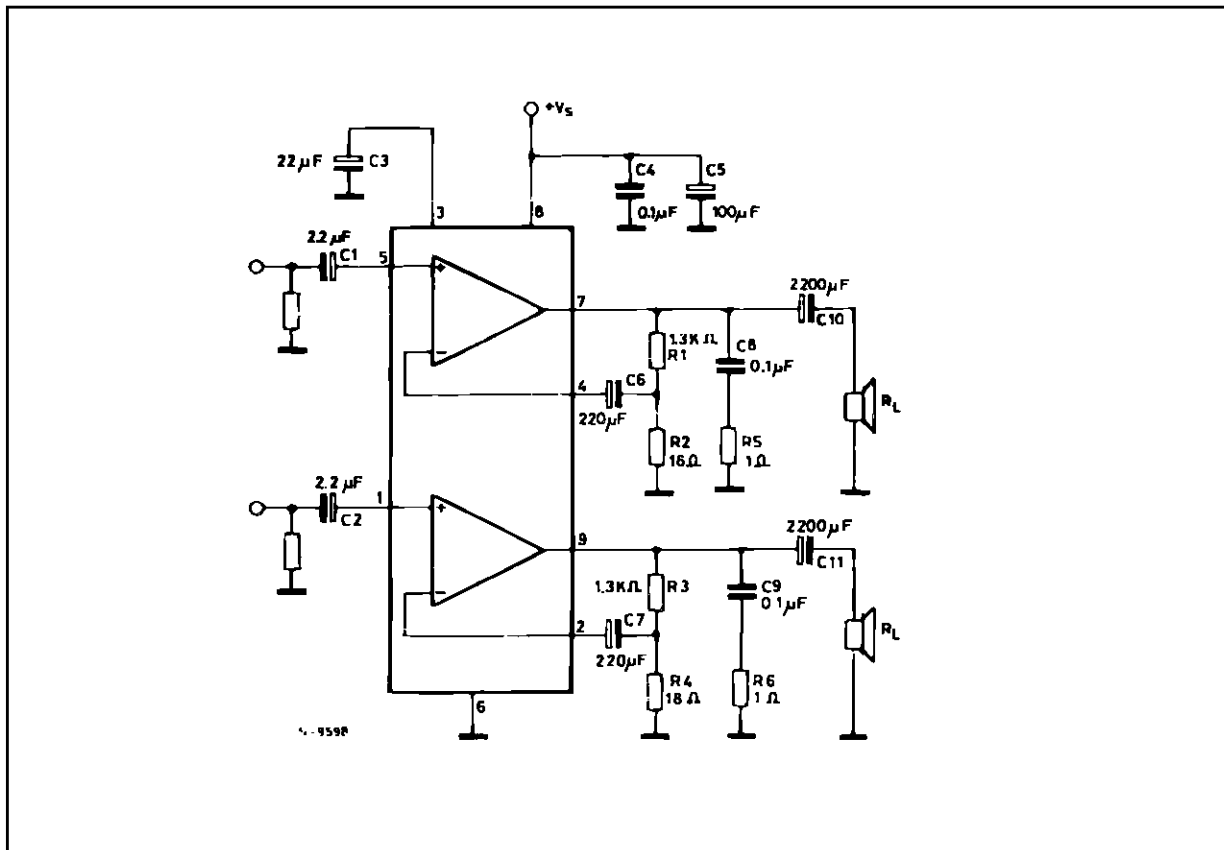 +Vs
22µF
C3
C4
0.1µF
C5
100µF
3
8
2.2µF
C1
5
+
−
7
1.3KΩ
R1
C8
0.1µF
2200µF
C10
4
C6
220µF
R2
R5
1Ω
RL
2.2µF
C2
1
+
−
9
1.3KΩ
R3
C9
0.1µF
2200µF
C11
2
C7
220µF
R4
18Ω
R6
1Ω
RL
6